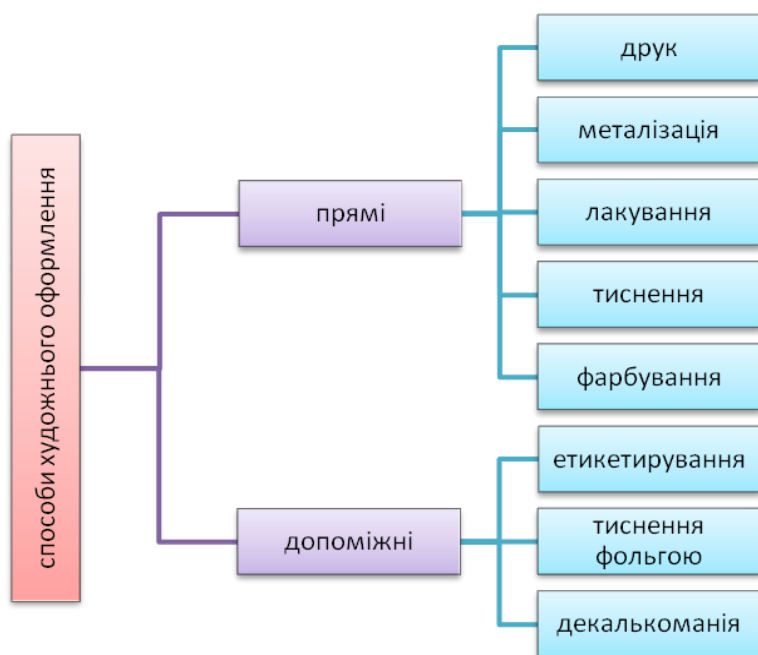 способи художнього оформлення
прямі
друк
металізація
лакування
тиснення
фарбування
допоміжні
етикетирування
тиснення
фольгою
декалькоманія